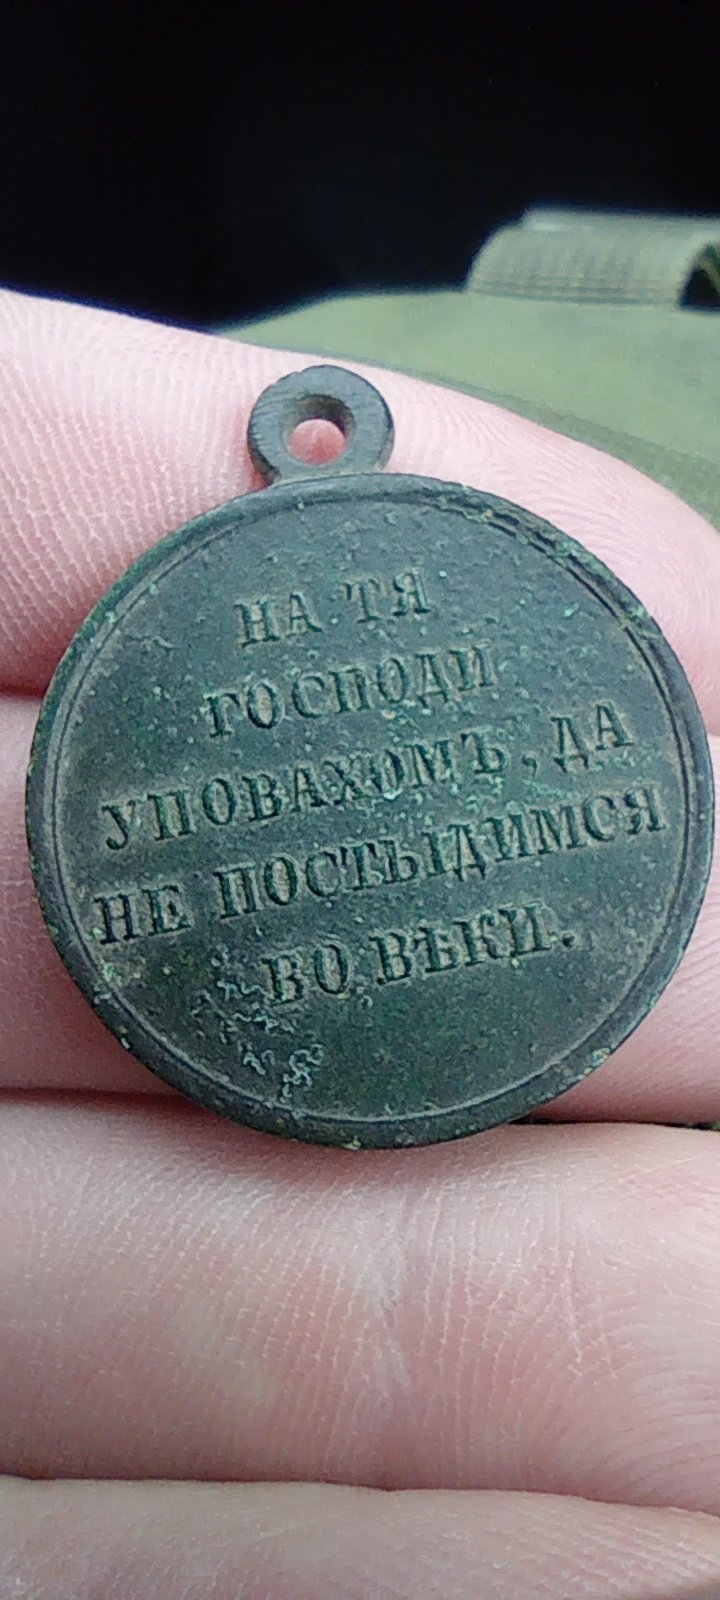 НА ТЯ
ГОСПОДИ
УПОВАХОМЪ, ДА
НЕ ПОСТЫДИМСЯ
ВО ВѢКИ.